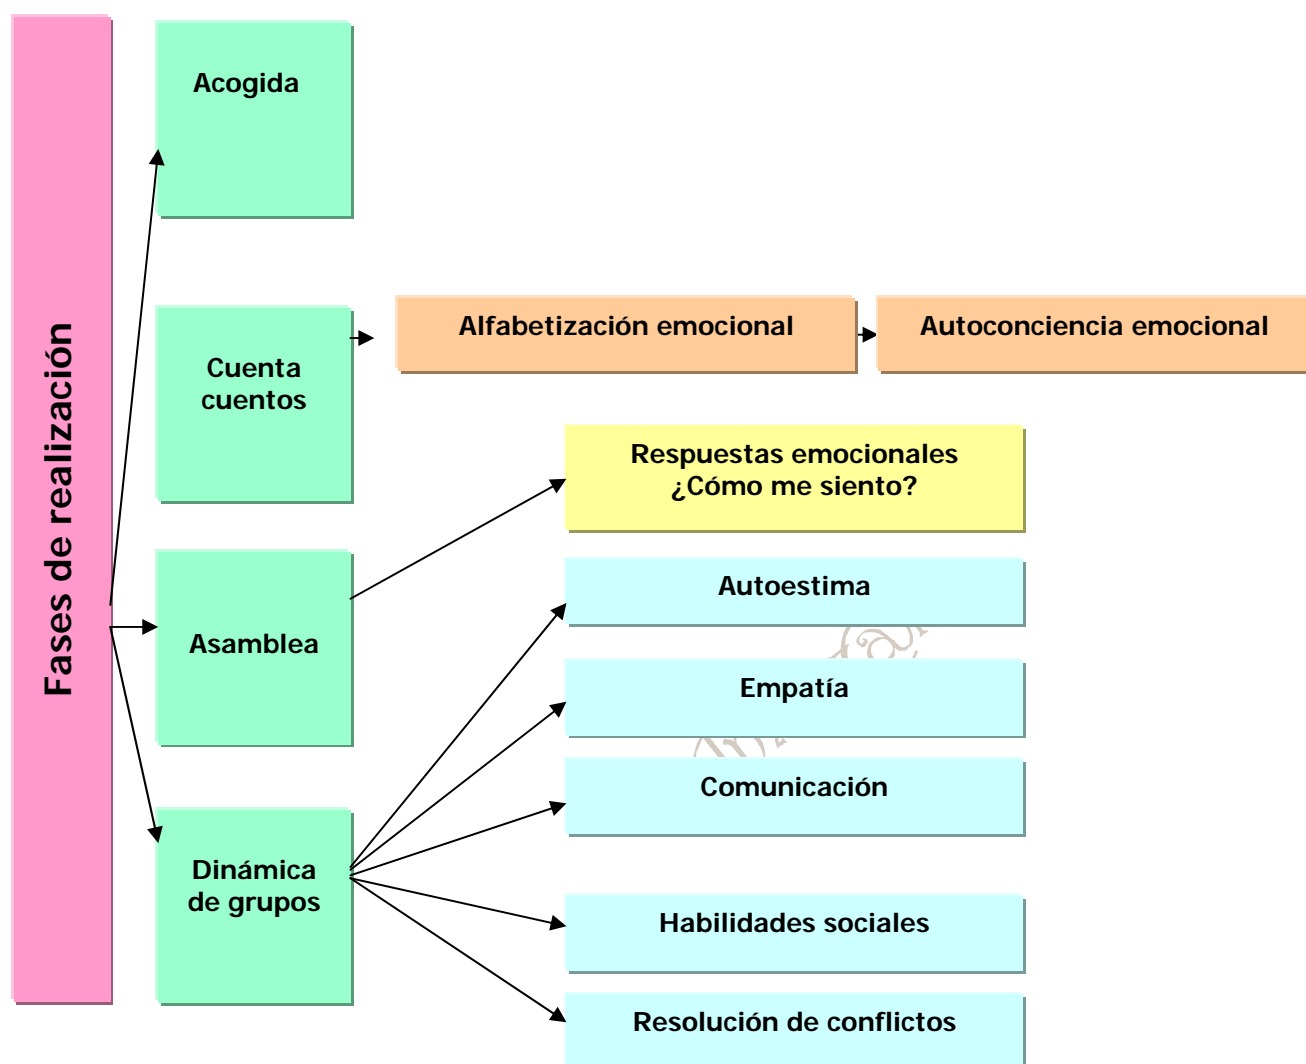 Fases de realización
Acogida
Cuenta
cuentos
Alfabetización emocional
Autoconciencia emocional
Respuestas emocionales
¿Cómo me siento?
Asamblea
Autoestima
Empatía
Comunicación
Dinámica
de grupos
Habilidades sociales
Resolución de conflictos